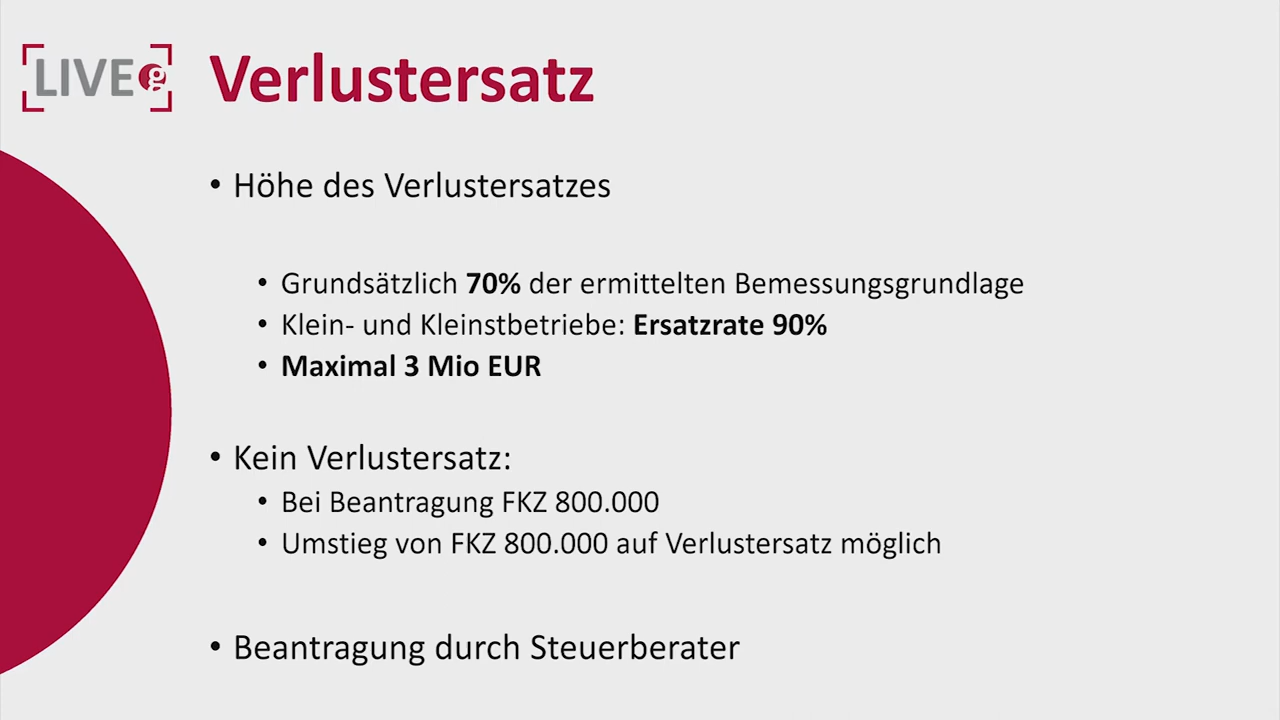 LIVE g
Verlustersatz
• Höhe des Verlustersatzes
• Grundsätzlich 70% der ermittelten Bemessungsgrundlage
• Klein- und Kleinstbetriebe: Ersatzrate 90%
• Maximal 3 Mio EUR
• Kein Verlustersatz:
• Bei Beantragung FKZ 800.000
• Umstieg von FKZ 800.000 auf Verlustersatz möglich
• Beantragung durch Steuerberater